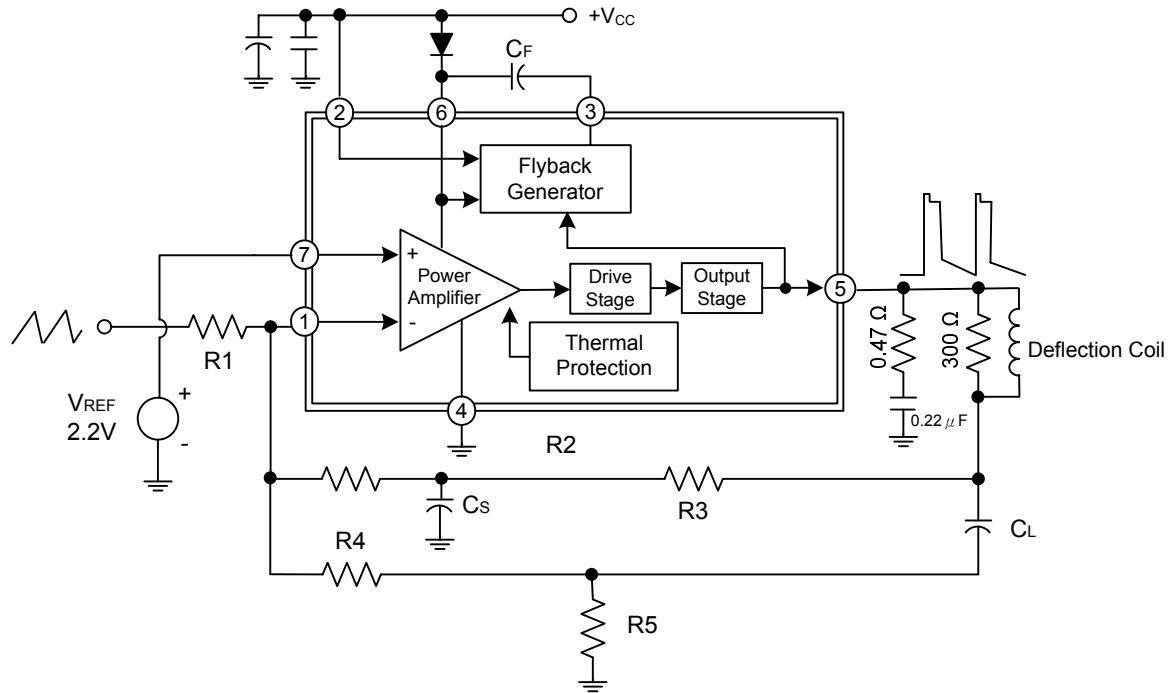 +VCC
CF
2
6
3
Flyback
Generator
7
+
Power
Amplifier
-
Drive
Stage
Output
Stage
5
1
R1
Thermal
Protection
0.47 Ω
300 Ω
Deflection Coil
VREF
2.2V
+
-
4
0.22 μF
R2
CS
R3
CL
R4
R5